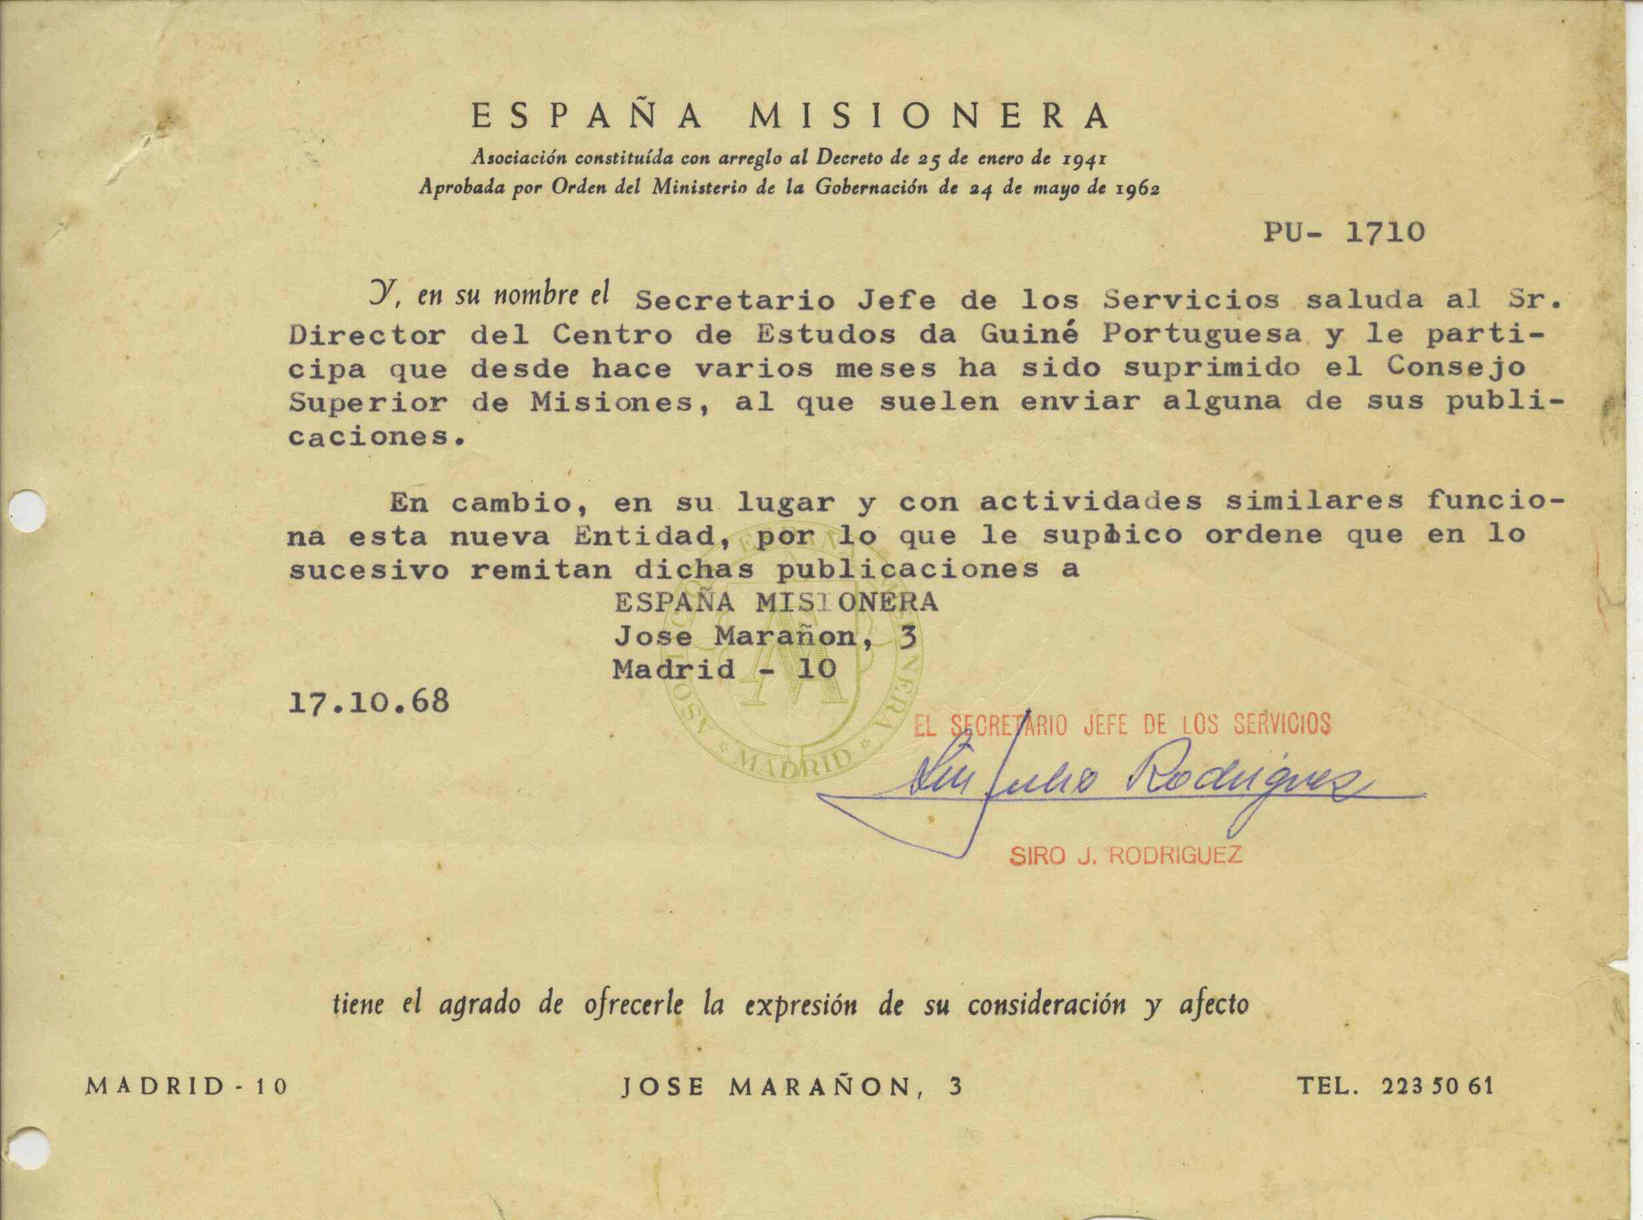 ESPAÑA MISIONERA
Asociación constituída con arreglo al Decreto de 25 de enero de 1941
Aprobada por Orden del Ministerio de la Gobernación de 24 de mayo de 1962
PU- 1710
Y, en su nombre el Secretario Jefe de los Servicios saluda al Sr.
Director del Centro de Estudos da Guiné Portuguesa y le parti-
cipa que desde hace varios meses ha sido suprimido el Consejo
Superior de Misiones, al que suelen enviar alguna de sus publi-
caciones.
En cambio, en su lugar y con actividades similares funcio-
na esta nueva Entidad, por lo que le suplico ordene que en lo
sucesivo remitan dichas publicaciones a
ESPAÑA MISIONERA
Jose Marañon, 3
Madrid - 10
17.10.68
MADRID
EL SECRETARIO JEFE DE LOS SERVICIOS
Julio Rodriguez
SIRO J. RODRIGUEZ
tiene el agrado de ofrecerle la expresión de su consideración y afecto
MADRID-10 JOSE MARAÑON, 3 TEL. 223 50 61